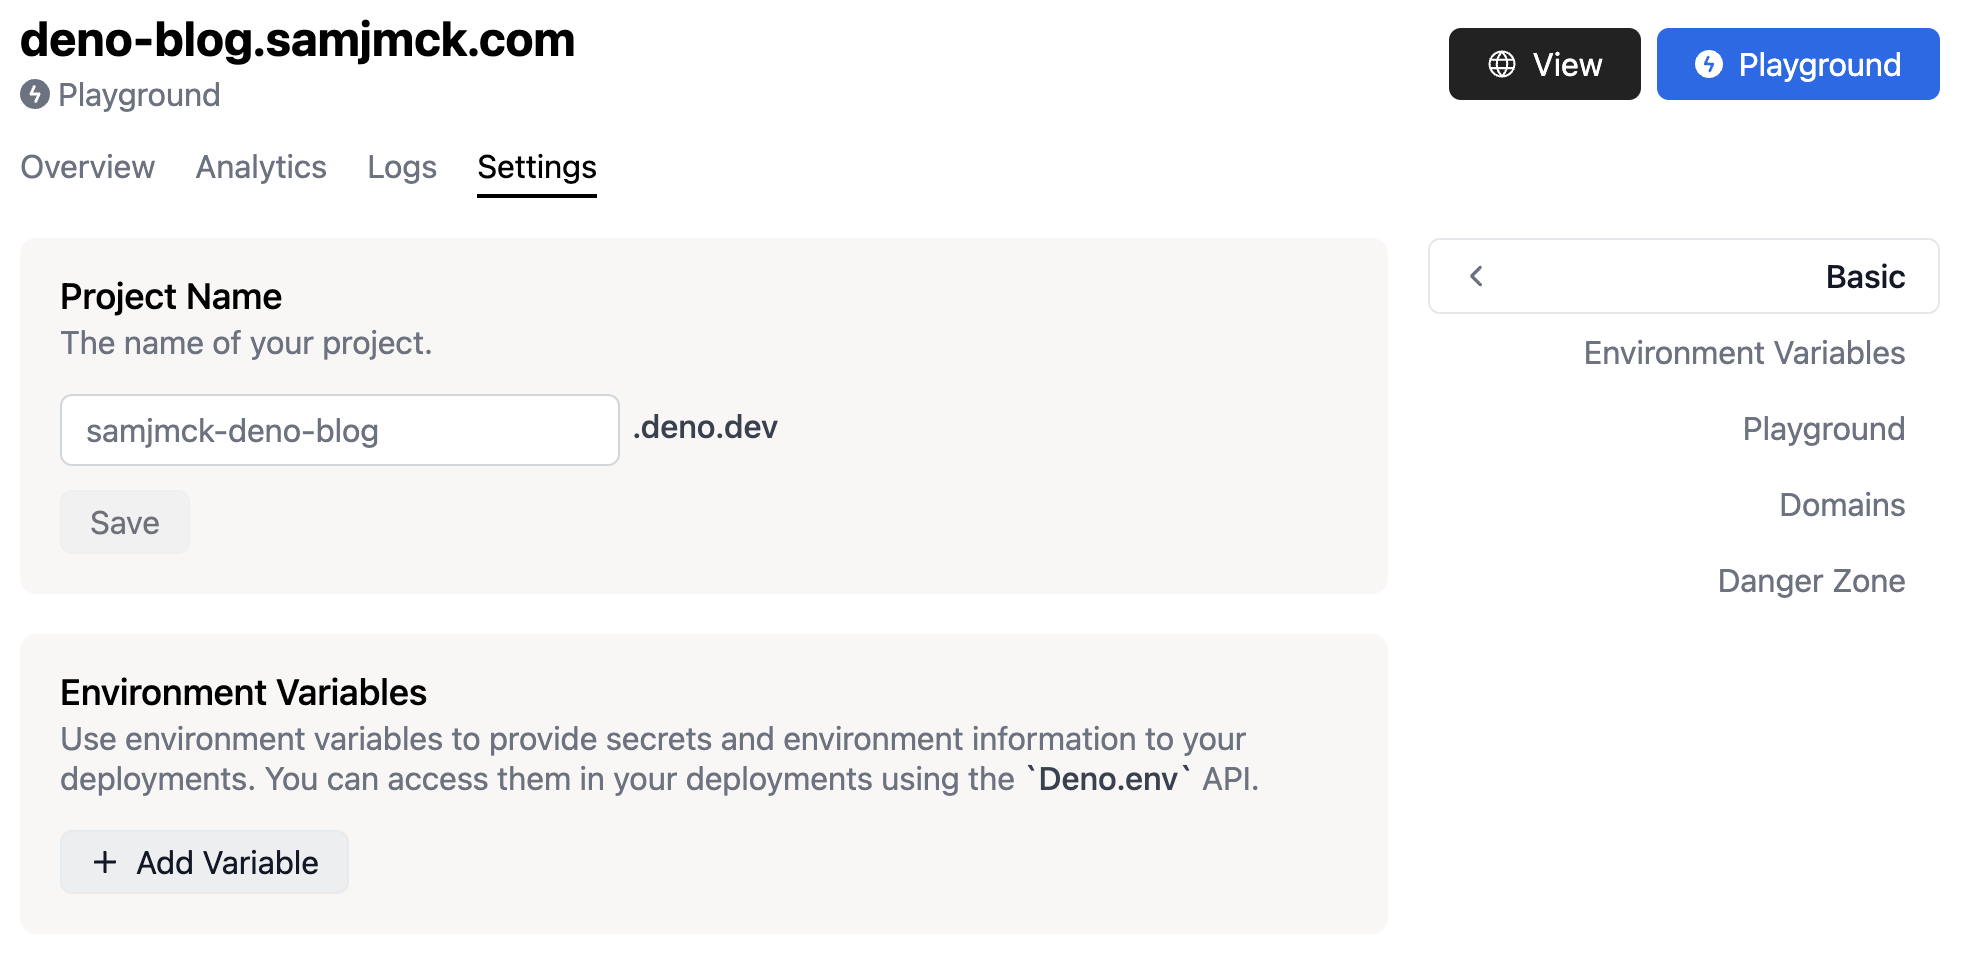 deno-blog.samjmck.com
Playground
View
Playground
Overview
Analytics
Logs
Settings
Project Name
The name of your project.
samjmck-deno-blog
.deno.dev
Save
Basic
Environment Variables
Playground
Domains
Danger Zone
Environment Variables
Use environment variables to provide secrets and environment information to your
deployments. You can access them in your deployments using the `Deno.env` API.
+ Add Variable